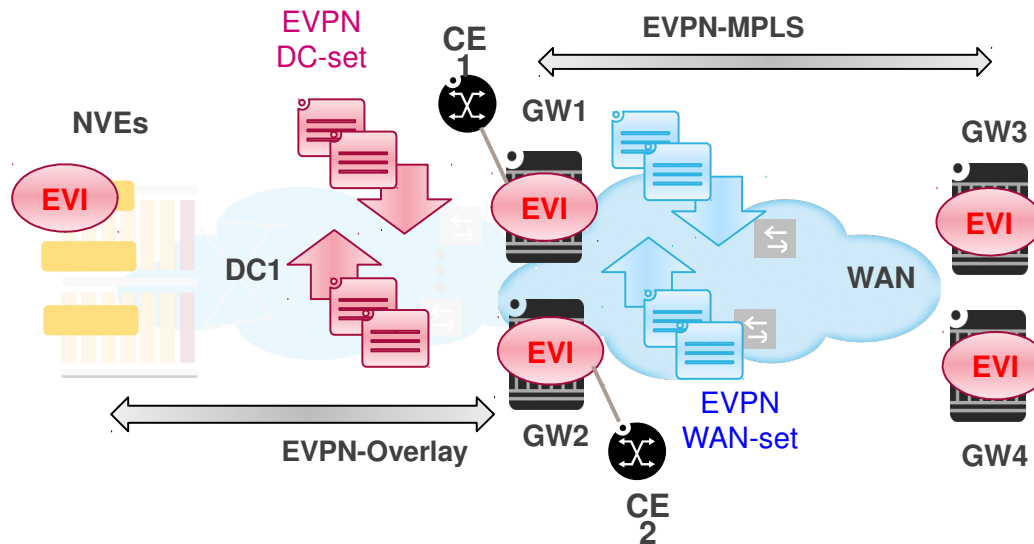 EVPN
DC-set
CE
1
EVPN-MPLS
NVEs
GW1
GW3
EVI
EVI
EVI
DC1
WAN
EVI
EVI
EVPN-Overlay
GW2
EVPN
WAN-set
GW4
CE
2